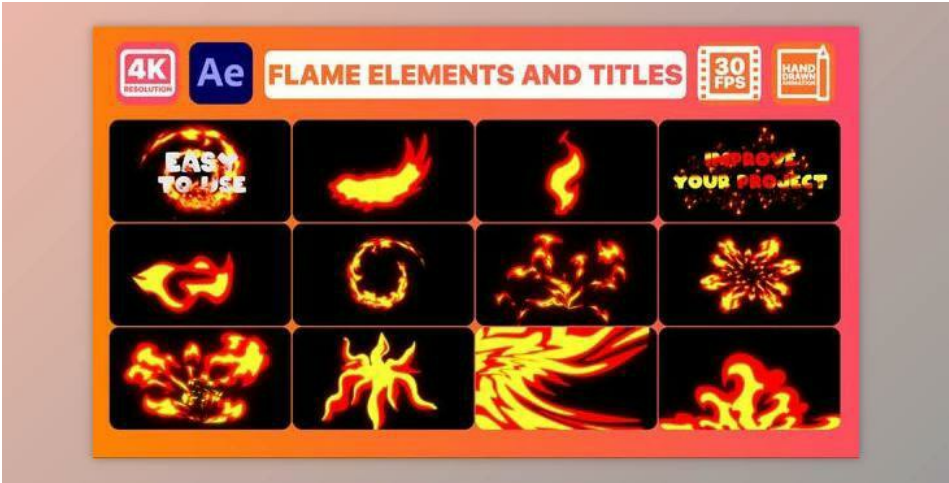 4K
RESOLUTION
Ae
FLAME ELEMENTS AND TITLES
30
FPS
HAND
DRAWN
ANIMATION
EASY
TO USE
IMPROVE
YOUR PROJECT